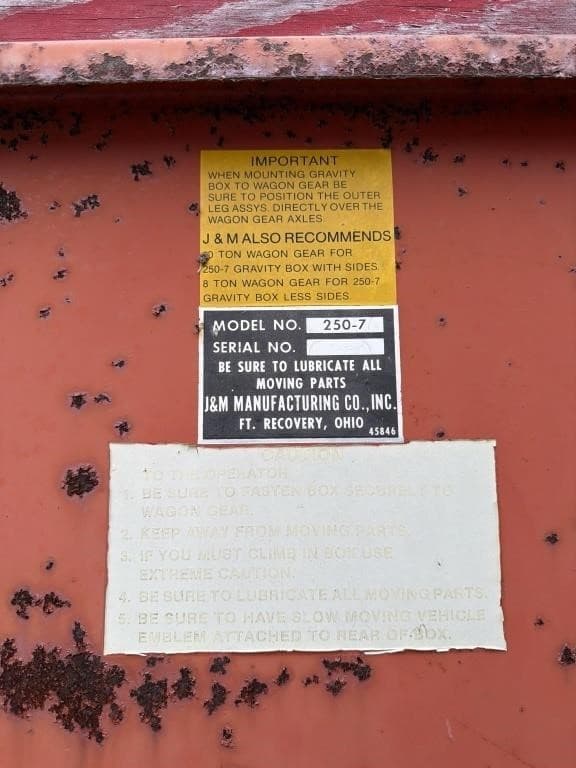 IMPORTANT
WHEN MOUNTING GRAVITY
BOX TO WAGON GEAR BE
SURE TO POSITION THE OUTER
LEG ASSYS. DIRECTLY OVER THE
WAGON GEAR AXLES
J & M ALSO RECOMMENDS
TON WAGON GEAR FOR
250-7 GRAVITY BOX WITH SIDES.
8 TON WAGON GEAR FOR 250-7
GRAVITY BOX LESS SIDES
MODEL NO. 250-7
SERIAL NO.
BE SURE TO LUBRICATE ALL
MOVING PARTS
J&M MANUFACTURING CO., INC.
FT. RECOVERY, OHIO 45846
CAUTION
TO THE OPERATOR
1. BE SURE TO FASTEN BOX SECURELY TO
WAGON GEAR.
2. KEEP AWAY FROM MOVING PARTS.
3. IF YOU MUST CLIMB IN BOX USE
EXTREME CAUTION.
4. BE SURE TO LUBRICATE ALL MOVING PARTS.
5. BE SURE TO HAVE SLOW MOVING VEHICLE
EMBLEM ATTACHED TO REAR OF BOX.